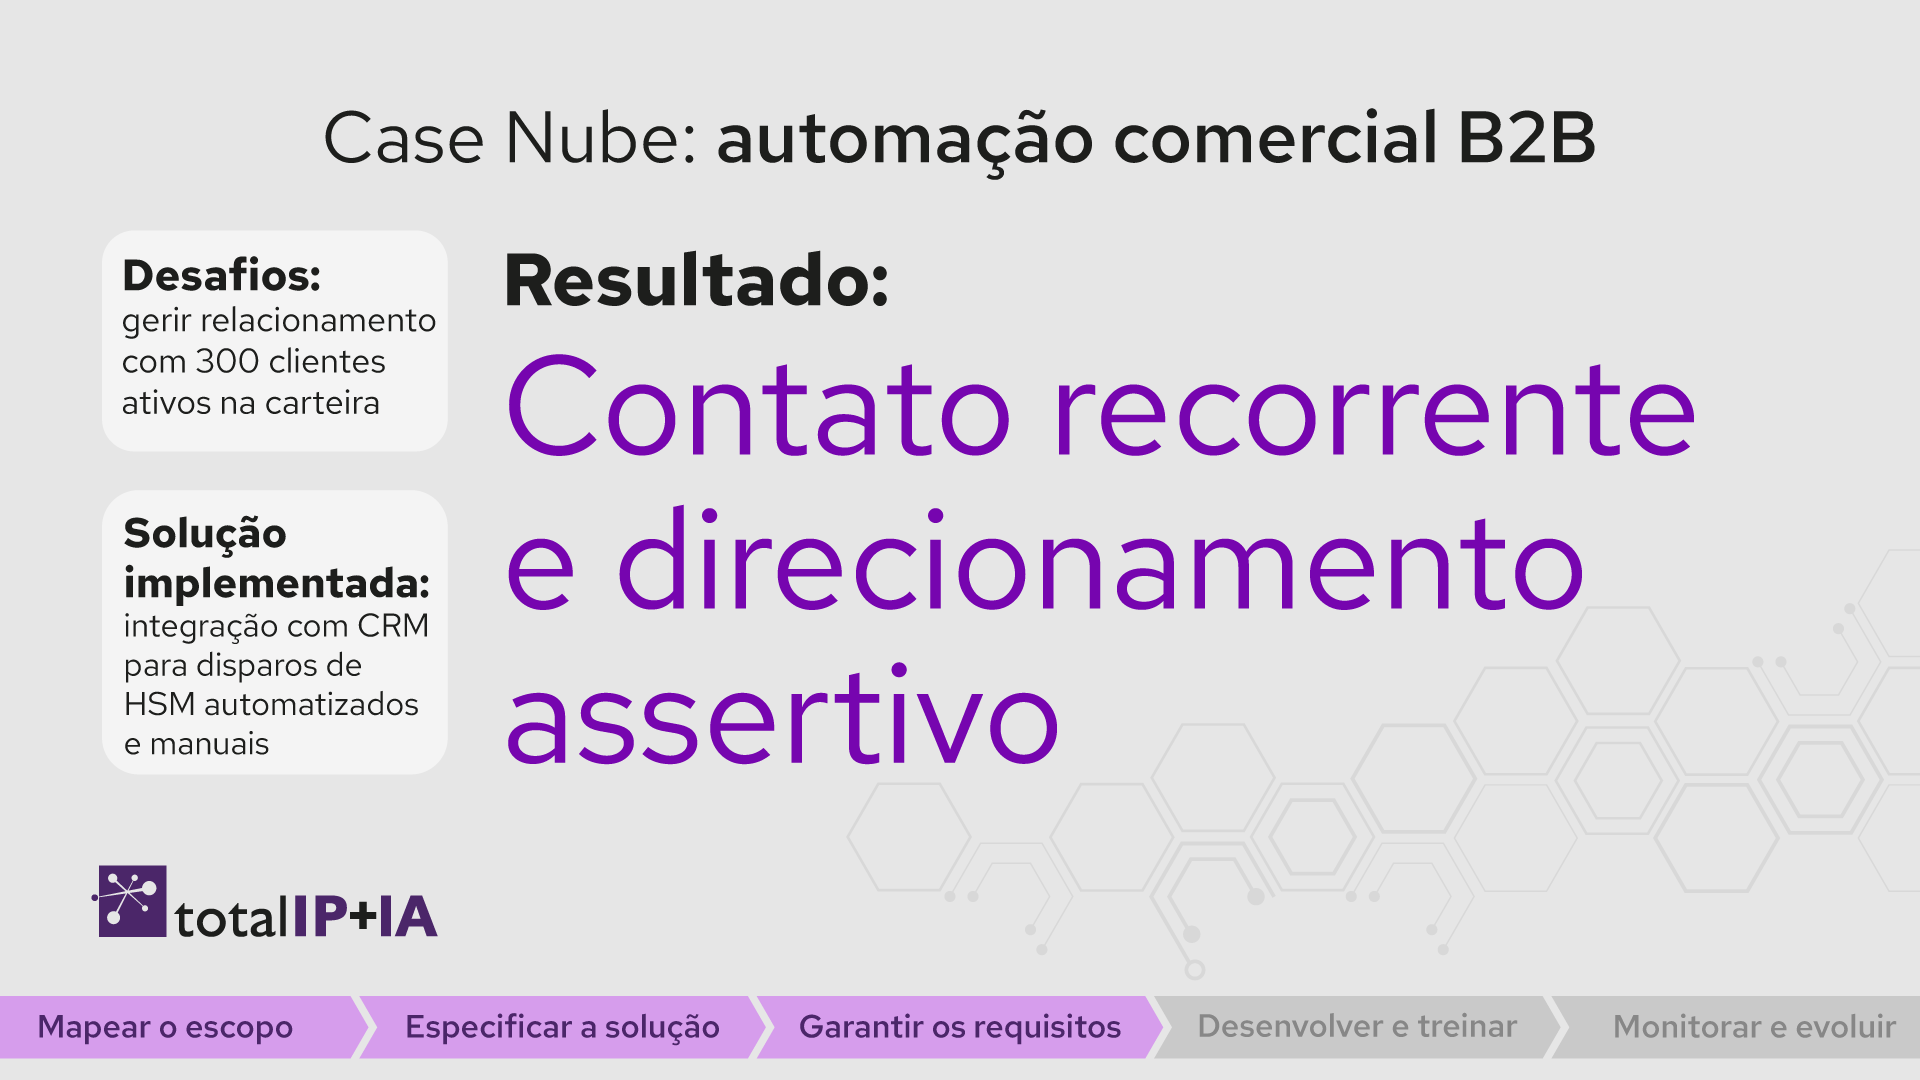 Case Nube: automação comercial B2B
Desafios:
gerir relacionamento
com 300 clientes
ativos na carteira
Solução
implementada:
integração com CRM
para disparos de
HSM automatizados
e manuais
Resultado:
Contato recorrente
e direcionamento
assertivo
totalIP+IA
Mapear o escopo
Especificar a solução
Garantir os requisitos
Desenvolver e treinar
Monitorar e evoluir